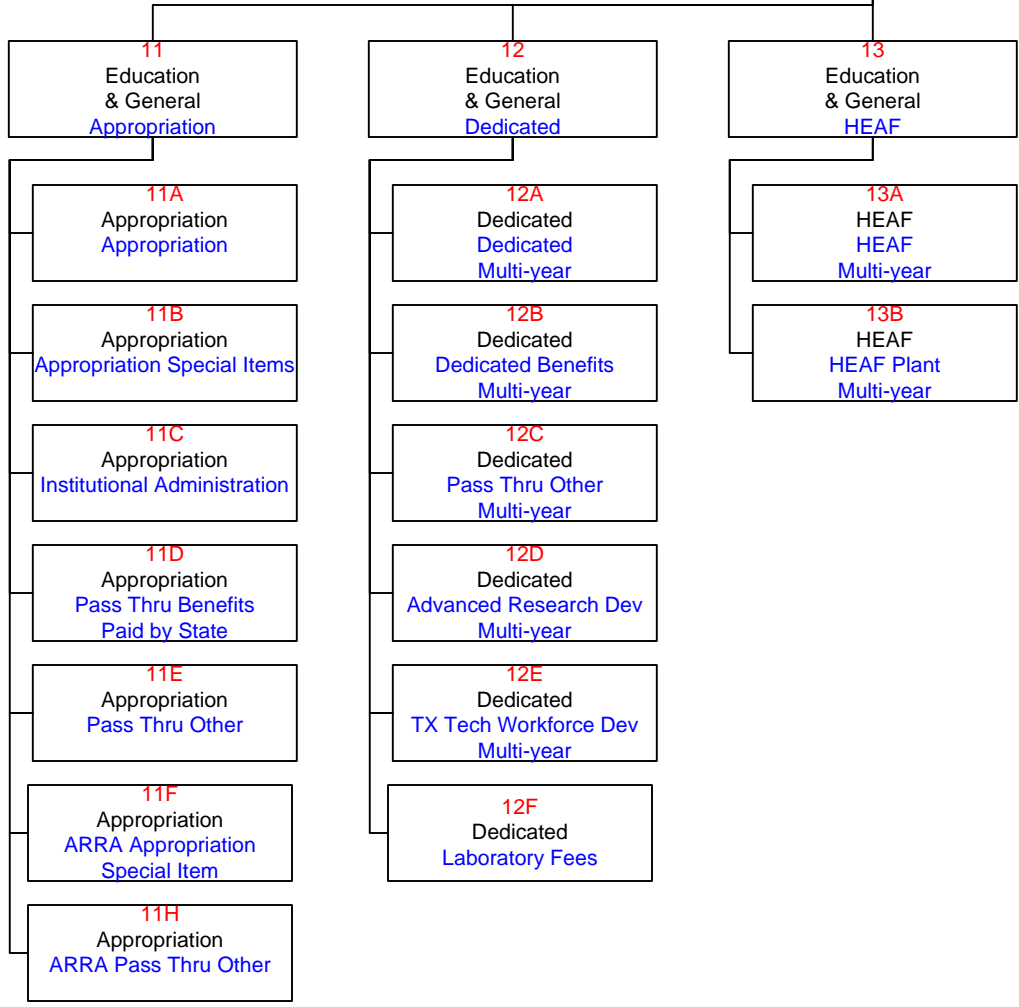 11
Education
& General
Appropriation
11A
Appropriation
Appropriation
11B
Appropriation
Appropriation Special Items
11C
Appropriation
Institutional Administration
11D
Appropriation
Pass Thru Benefits
Paid by State
11E
Appropriation
Pass Thru Other
11F
Appropriation
ARRA Appropriation
Special Item
11H
Appropriation
ARRA Pass Thru Other
12
Education
& General
Dedicated
12A
Dedicated
Dedicated
Multi-year
12B
Dedicated
Dedicated Benefits
Multi-year
12C
Dedicated
Pass Thru Other
Multi-year
12D
Dedicated
Advanced Research Dev
Multi-year
12E
Dedicated
TX Tech Workforce Dev
Multi-year
12F
Dedicated
Laboratory Fees
13
Education
& General
HEAF
13A
HEAF
HEAF
Multi-year
13B
HEAF
HEAF Plant
Multi-year